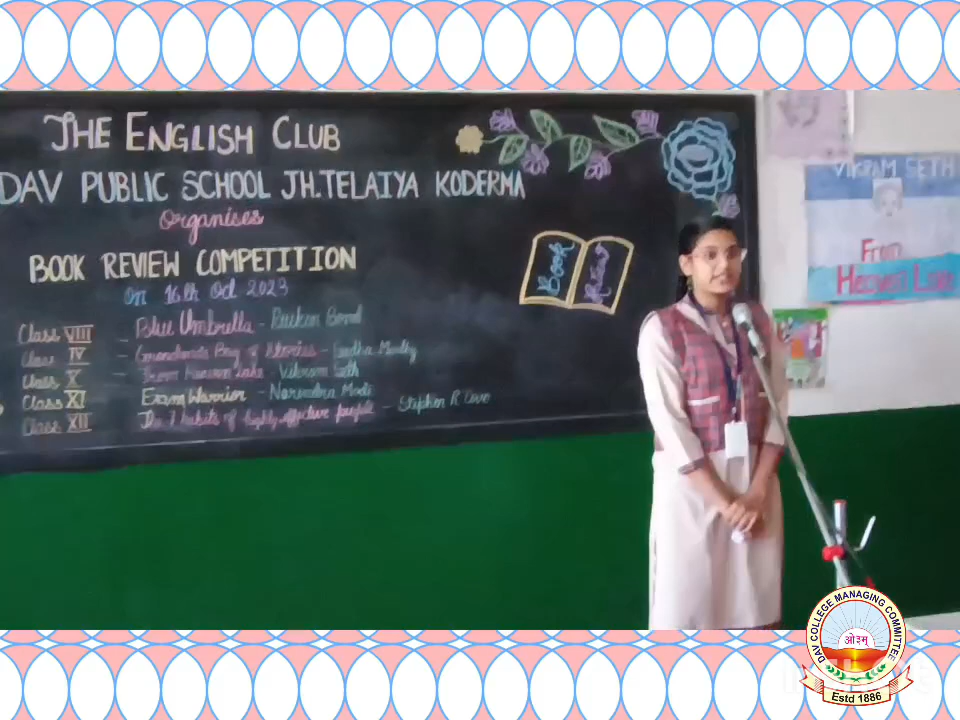 THE ENGLISH CLUB
DAV PUBLIC SCHOOL JH.TELAIYA KODERMA
Organises
BOOK REVIEW COMPETITION
On 16th Oct 2023
Class VIII - Blue Umbrella - Ruskin Bond
Class IV - Grandma's Bag of Stories - Sudha Murty
Class X - From Heaven Lake - Vikram Seth
Class XI - Exam Warrior - Narendra Modi
Class XII - The 7 habits of highly effective people - Stephen R Cove
Book
VIKRAM SETH
From
Heaven Lake
DAV COLLEGE MANAGING COMMITTEE
ओ३म्
Estd 1886